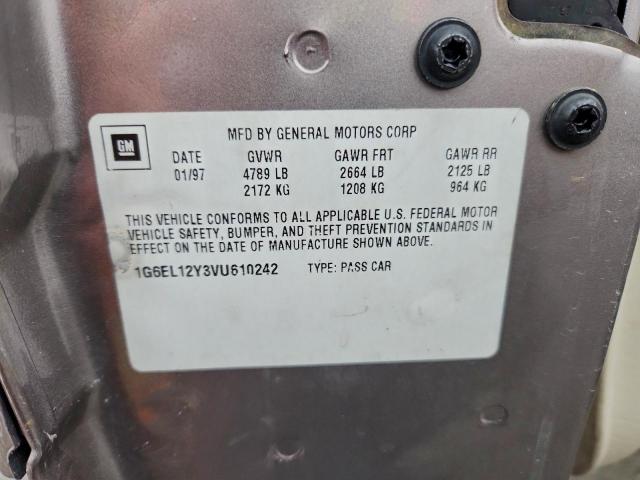 GM
MFD BY GENERAL MOTORS CORP
DATE GVWR GAWR FRT GAWR RR
01/97 4789 LB 2664 LB 2125 LB
2172 KG 1208 KG 964 KG
THIS VEHICLE CONFORMS TO ALL APPLICABLE U.S. FEDERAL MOTOR
VEHICLE SAFETY, BUMPER, AND THEFT PREVENTION STANDARDS IN
EFFECT ON THE DATE OF MANUFACTURE SHOWN ABOVE.
1G6EL12Y3VU610242 TYPE: PASS CAR